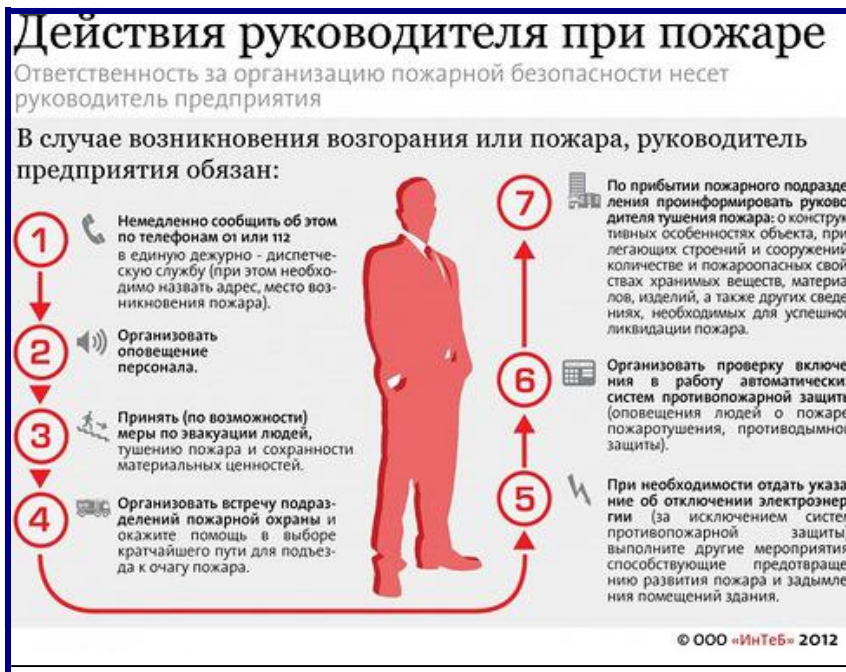 Действия руководителя при пожаре
Ответственность за организацию пожарной безопасности несет
руководитель предприятия
В случае возникновения возгорания или пожара, руководитель
предприятия обязан:
1
Немедленно сообщить об этом
по телефонам 01 или 112
в единую дежурно - диспетче-
скую службу (при этом необхо-
димо назвать адрес, место воз-
никновения пожара).
2
Организовать
оповещение
персонала.
3
Принять (по возможности)
меры по эвакуации людей,
тушению пожара и сохранности
материальных ценностей.
4
Организовать встречу подраз-
делений пожарной охраны и
окажите помощь в выборе
кратчайшего пути для подъез-
да к очагу пожара.
5
При необходимости отдать указа
ние об отключении электроэнер
гии (за исключением систем
противопожарной защиты)
выполните другие мероприятия
способствующие предотвраще
нию развития пожара и задымле
ния помещений здания.
6
Организовать проверку включе
ния в работу автоматически
систем противопожарной защиты
(оповещения людей о пожаре
пожаротушения, противодымно
защиты).
7
По прибытии пожарного подразде
ления проинформировать руково
дителя тушения пожара: о конструк
тивных особенностях объекта, при
легающих строений и сооружений
количестве и пожароопасных свой
ствах хранимых веществ, материа
лов, изделий, а также других сведе
ниях, необходимых для успешно
ликвидации пожара.
© ООО «ИнТеБ» 2012